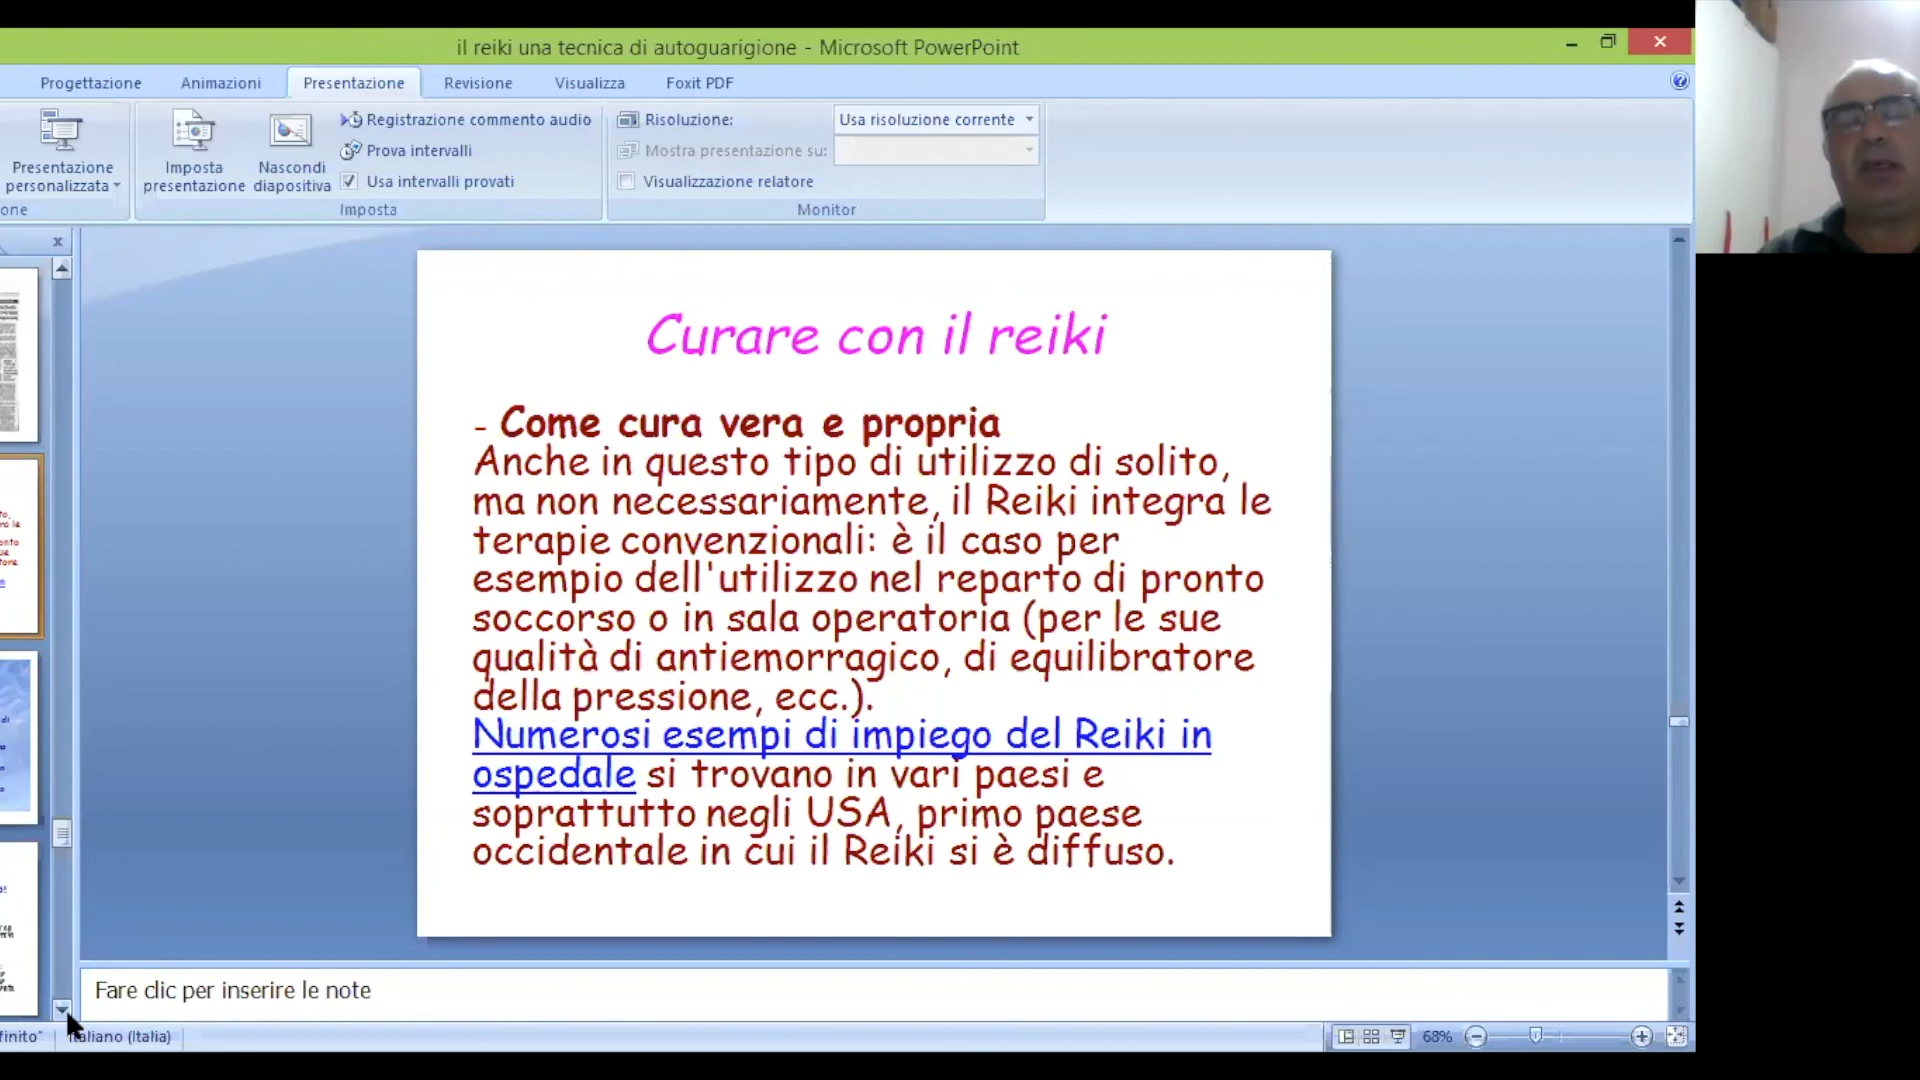 il reiki una tecnica di autoguarigione - Microsoft PowerPoint
Progettazione Animazioni Presentazione Revisione Visualizza Foxit PDF
Presentazione personalizzata
Imposta presentazione
Nascondi diapositiva
Registrazione commento audio
Prova intervalli
Usa intervalli provati
Imposta
Risoluzione: Usa risoluzione corrente
Mostra presentazione su:
Visualizzazione relatore
Monitor
one
Curare con il reiki
- Come cura vera e propria
Anche in questo tipo di utilizzo di solito,
ma non necessariamente, il Reiki integra le
terapie convenzionali: è il caso per
esempio dell'utilizzo nel reparto di pronto
soccorso o in sala operatoria (per le sue
qualità di antiemorragico, di equilibratore
della pressione, ecc.).
Numerosi esempi di impiego del Reiki in
ospedale si trovano in vari paesi e
soprattutto negli USA, primo paese
occidentale in cui il Reiki si è diffuso.
Fare clic per inserire le note
finito" Italiano (Italia) 68%